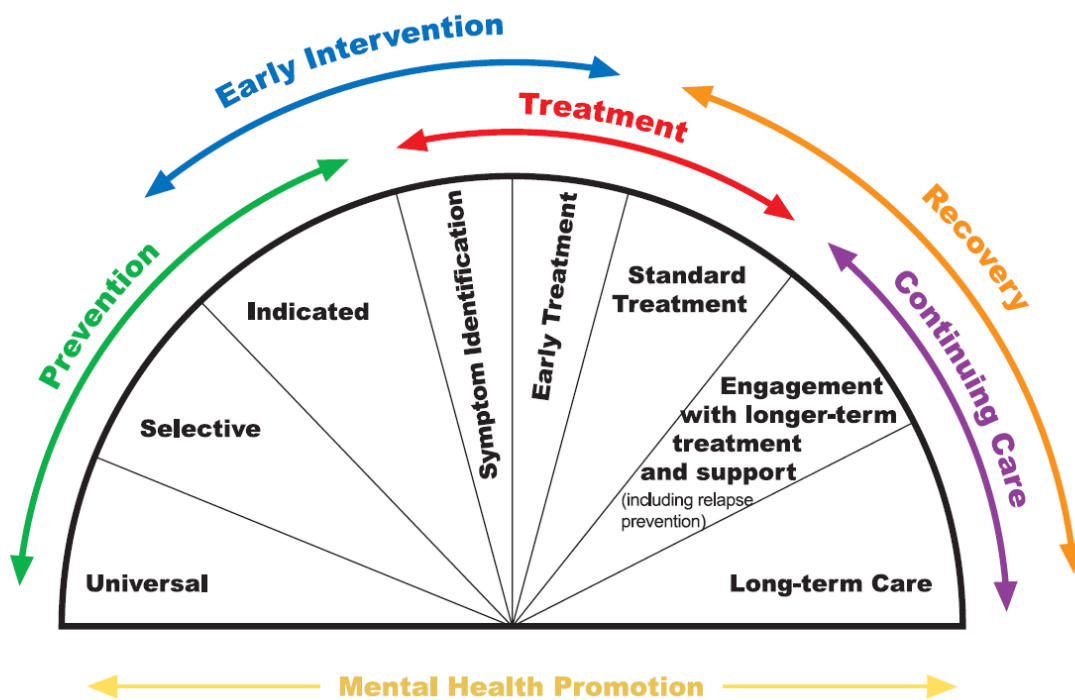 Early Intervention
Treatment
Prevention
Recovery
Continuing Care
Universal
Selective
Indicated
Symptom Identification
Early Treatment
Standard
Treatment
Engagement
with longer-term
treatment
and support
(including relapse
prevention)
Long-term Care
Mental Health Promotion